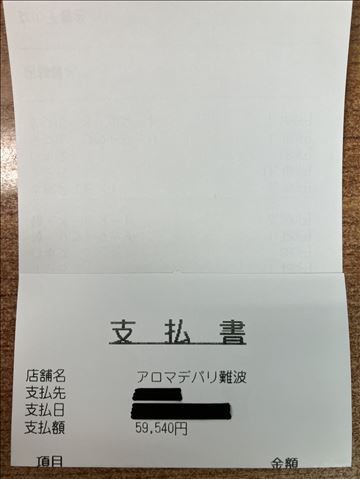 支払書
店舗名 アロマデバリ難波
支払先
支払日
支払額 59,540円
項目 金額